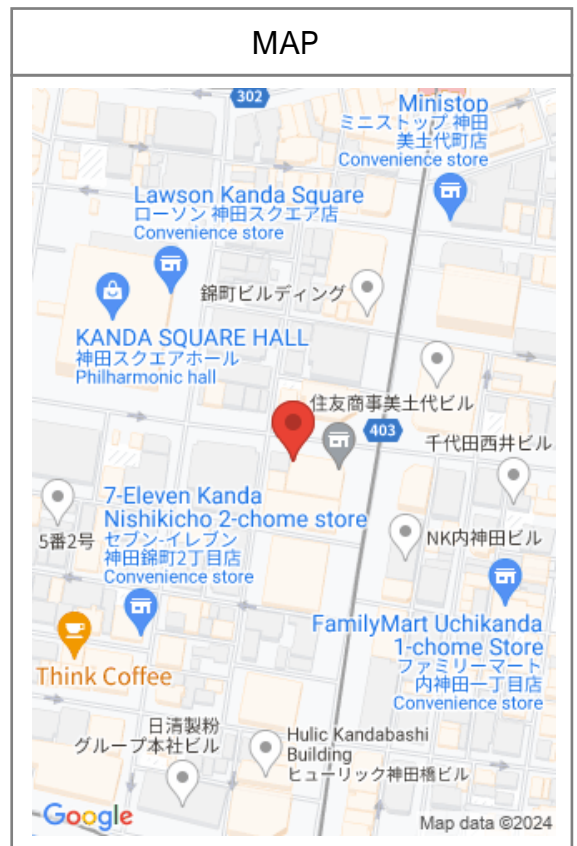 MAP
302
Ministop
ミニストップ 神田
美土代町店
Convenience store
Lawson Kanda Square
ローソン 神田スクエア店
Convenience store
錦町ビルディング
KANDA SQUARE HALL
神田スクエアホール
Philharmonic hall
住友商事美土代ビル
403
千代田西井ビル
7-Eleven Kanda
Nishikicho 2-chome store
セブン-イレブン
神田錦町2丁目店
Convenience store
5番2号
NK内神田ビル
FamilyMart Uchikanda
1-chome Store
ファミリーマート
内神田一丁目店
Convenience store
Think Coffee
日清製粉
グループ本社ビル
Hulic Kandabashi
Building
ヒューリック神田橋ビル
Google
Map data ©2024